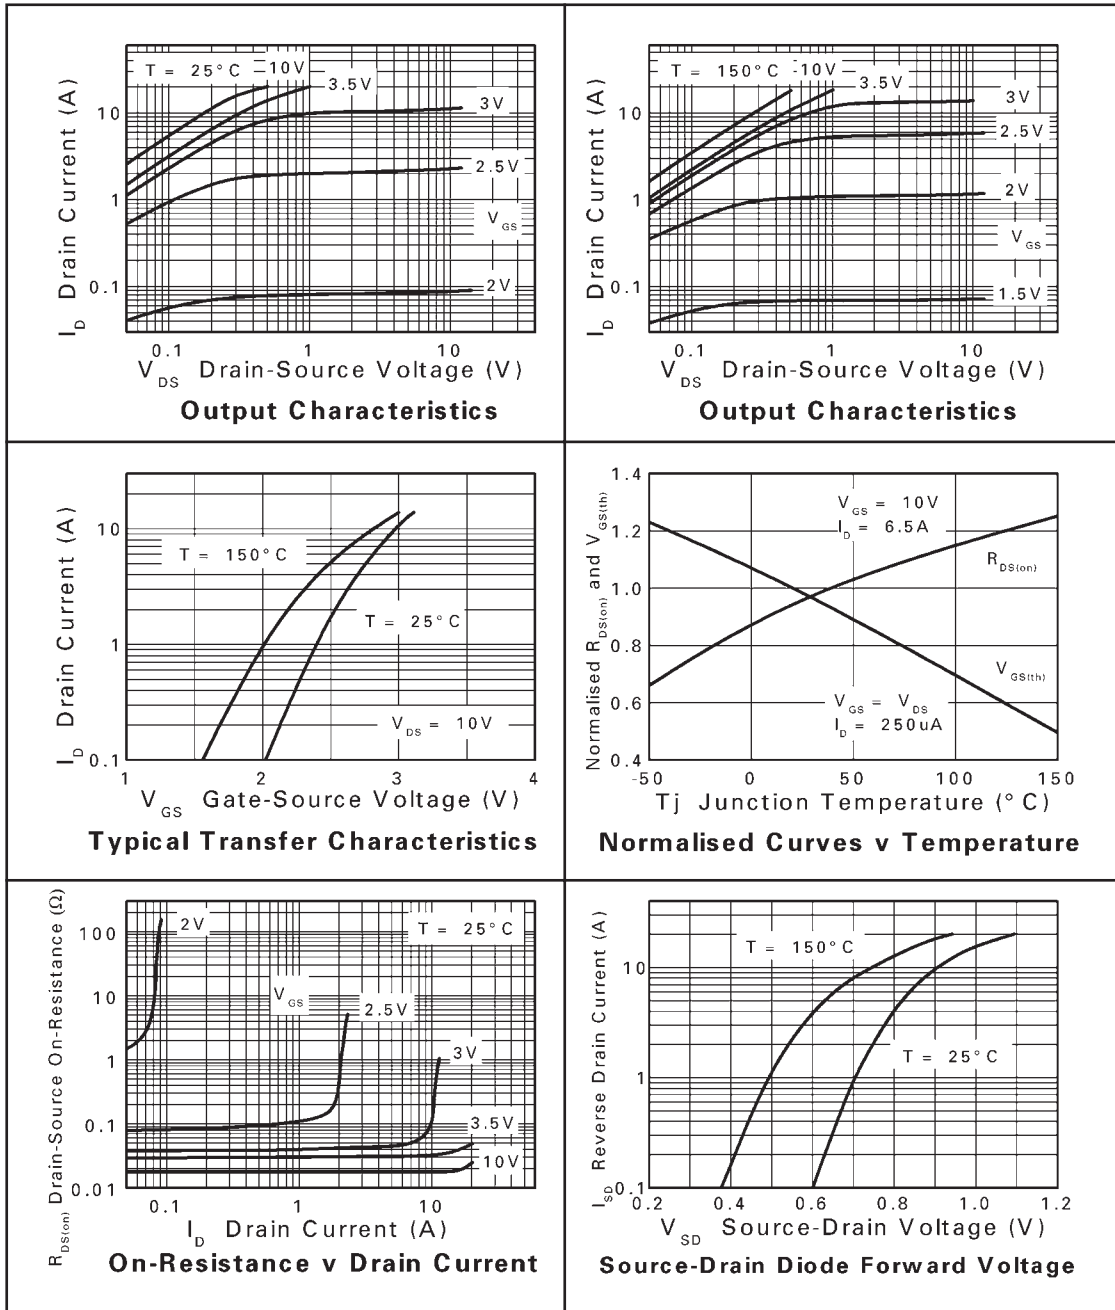 T = 25°C
10V
3.5V
3V
2.5V
V_GS
2V
10
1
0.1
I_D Drain Current (A)
0.1 1 10
V_DS Drain-Source Voltage (V)
Output Characteristics
T = 150°C
10V
3.5V
3V
2.5V
2V
V_GS
1.5V
10
1
0.1
I_D Drain Current (A)
0.1 1 10
V_DS Drain-Source Voltage (V)
Output Characteristics
T = 150°C
T = 25°C
V_DS = 10V
10
1
0.1
I_D Drain Current (A)
1 2 3 4
V_GS Gate-Source Voltage (V)
Typical Transfer Characteristics
1.4
1.2
1.0
0.8
0.6
0.4
Normalised R_DS(on) and V_GS(th)
V_GS = 10V
I_D = 6.5A
R_DS(on)
V_GS(th)
V_GS = V_DS
I_D = 250uA
-50 0 50 100 150
Tj Junction Temperature (°C)
Normalised Curves v Temperature
R_DS(on) Drain-Source On-Resistance (Ω)
100
10
1
0.1
0.01
2V
T = 25°C
V_GS
2.5V
3V
3.5V
10V
0.1 1 10
I_D Drain Current (A)
On-Resistance v Drain Current
I_SD Reverse Drain Current (A)
10
1
0.1
T = 150°C
T = 25°C
0.2 0.4 0.6 0.8 1.0 1.2
V_SD Source-Drain Voltage (V)
Source-Drain Diode Forward Voltage